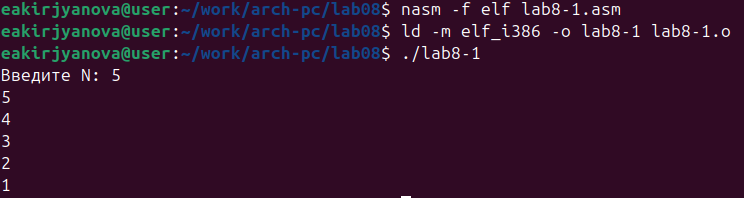 eakirjyanova@user:~/work/arch-pc/lab08$ nasm -f elf lab8-1.asm
eakirjyanova@user:~/work/arch-pc/lab08$ ld -m elf_i386 -o lab8-1 lab8-1.o
eakirjyanova@user:~/work/arch-pc/lab08$ ./lab8-1
Введите N: 5
5
4
3
2
1